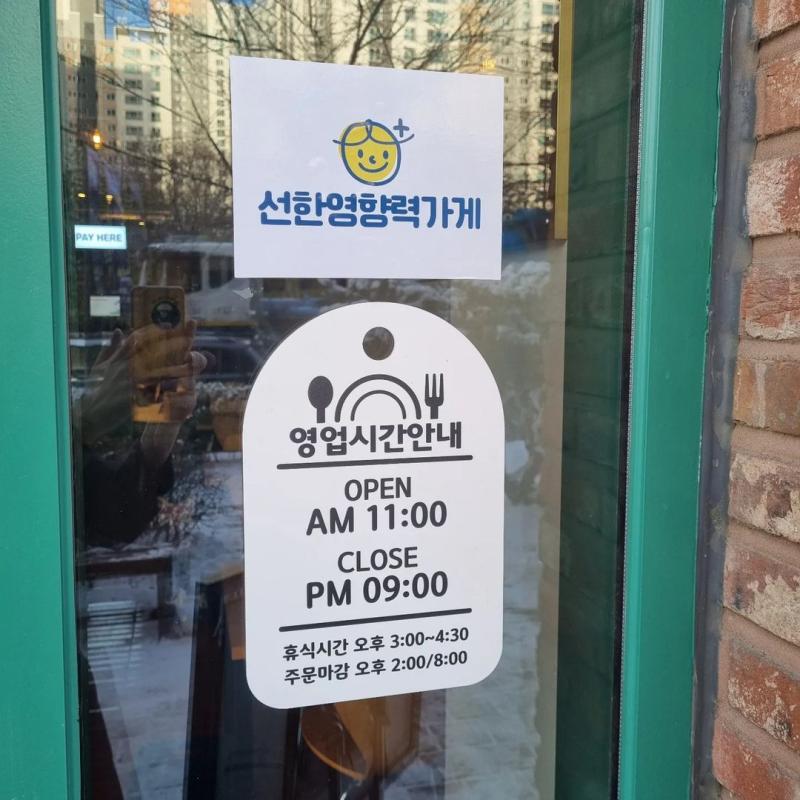 선한영향력가게
PAY HERE
영업시간안내
OPEN
AM 11:00
CLOSE
PM 09:00
휴식시간 오후 3:00~4:30
주문마감 오후 2:00/8:00